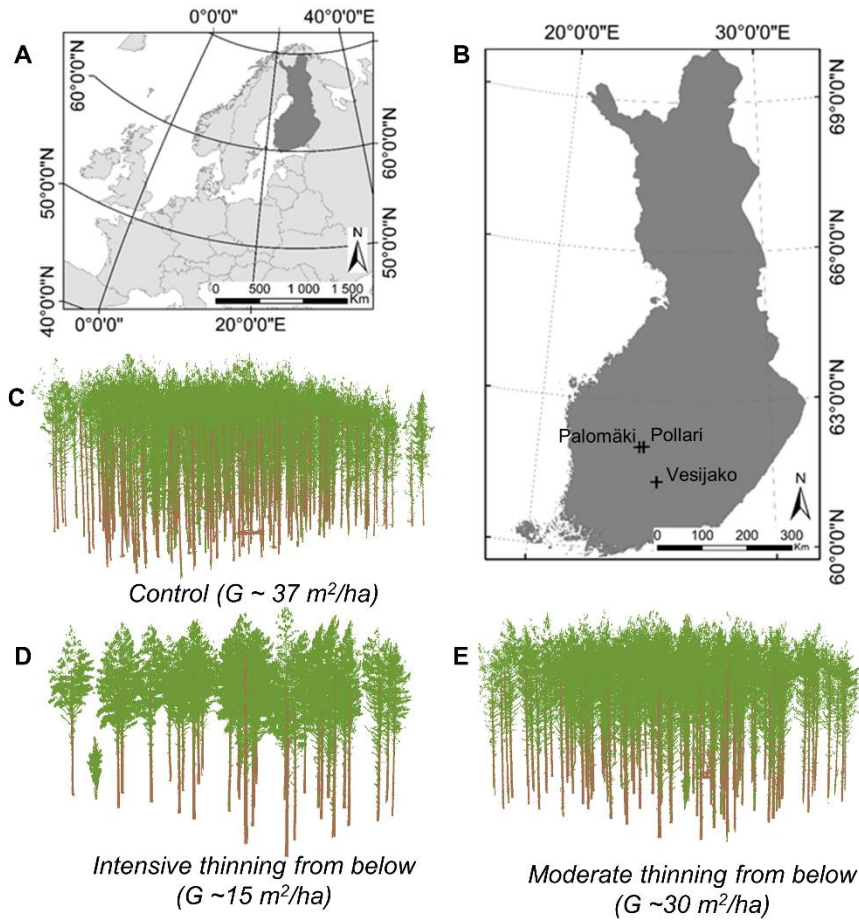 A
0°0'0"
40°0'0"E
60°0'0"N
50°0'0"N
40°0'0"N
60°0'0"N
50°0'0"N
N
0 500 1 000 1 500
Km
0°0'0"
20°0'0"E
B
20°0'0"E
30°0'0"E
69°0'0"N
66°0'0"N
63°0'0"N
60°0'0"N
Palomäki
Pollari
Vesijako
N
0 100 200 300
Km
C
Control (G ~ 37 m²/ha)
D
Intensive thinning from below
(G ~15 m²/ha)
E
Moderate thinning from below
(G ~30 m²/ha)